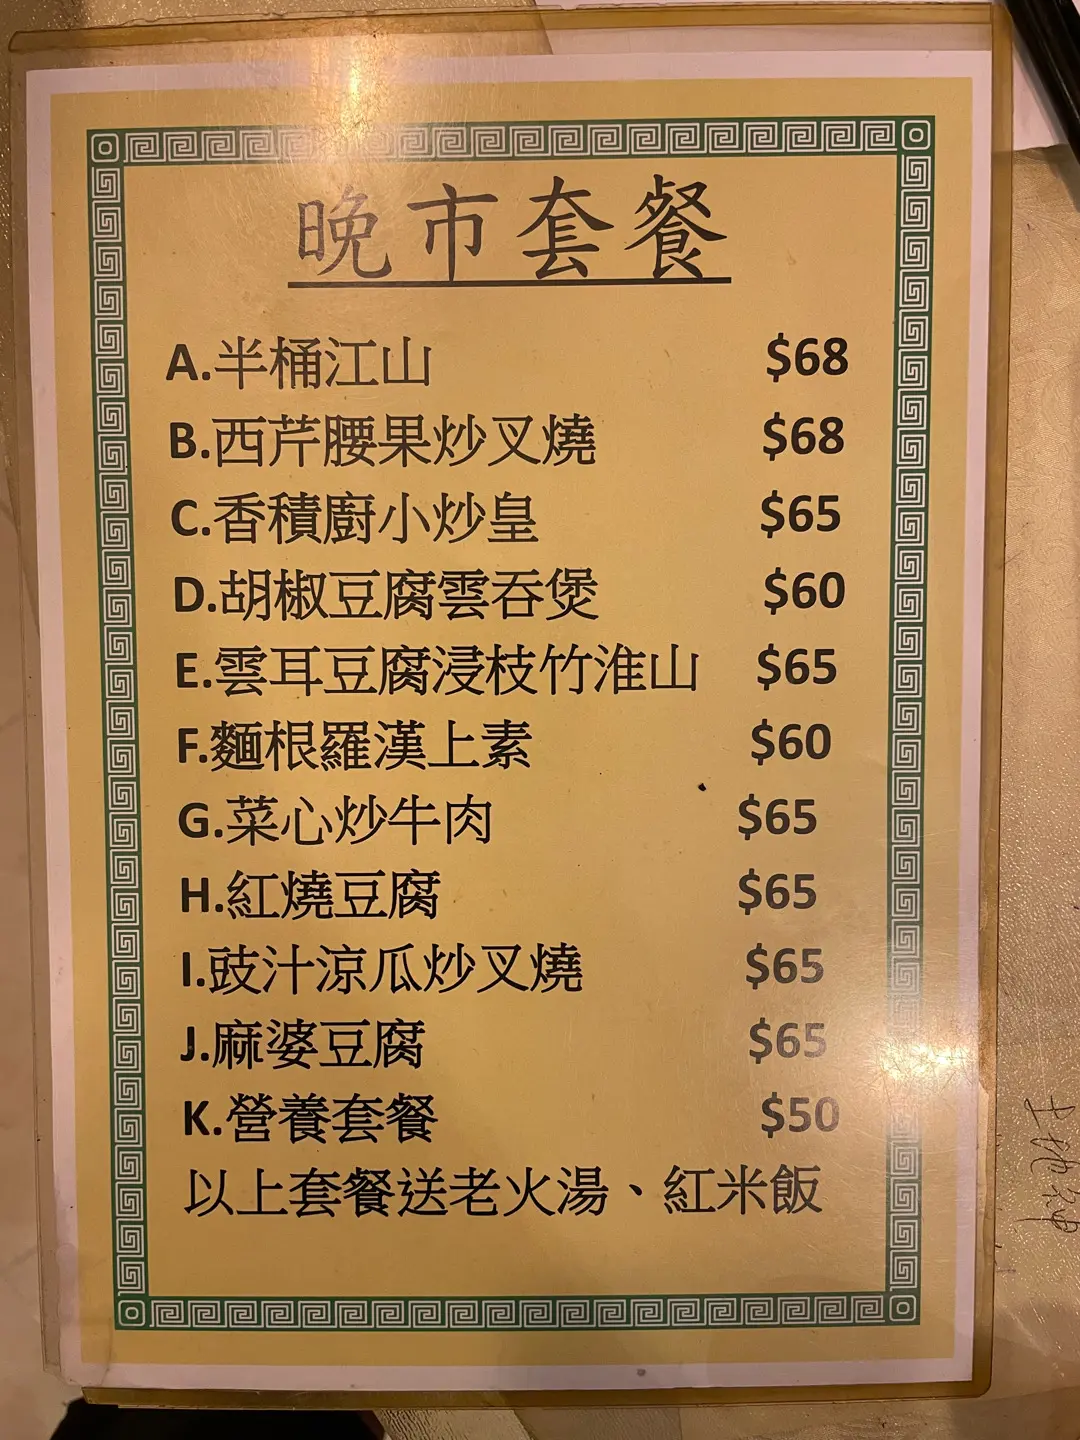 晚市套餐
A.半桶江山 $68
B.西芹腰果炒叉燒 $68
C.香積廚小炒皇 $65
D.胡椒豆腐雲吞煲 $60
E.雲耳豆腐浸枝竹淮山 $65
F.麵根羅漢上素 $60
G.菜心炒牛肉 $65
H.紅燒豆腐 $65
I.豉汁涼瓜炒叉燒 $65
J.麻婆豆腐 $65
K.營養套餐 $50
以上套餐送老火湯、紅米飯